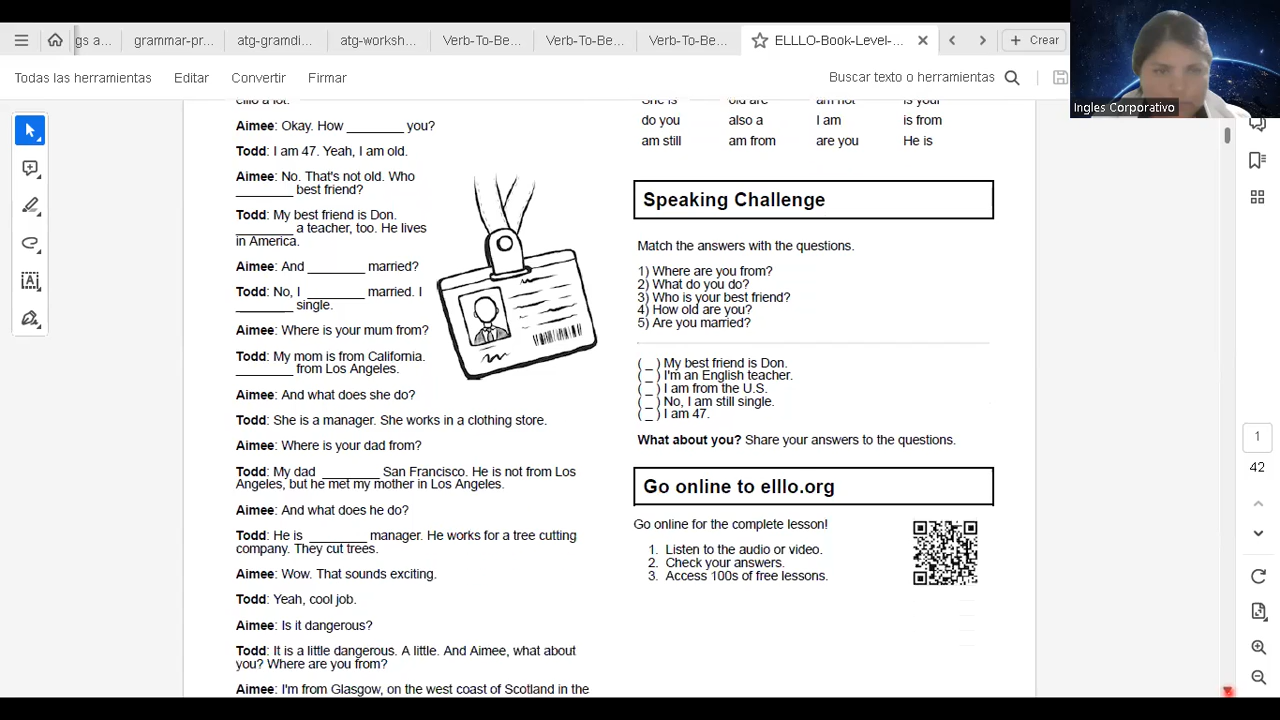 gs a...
grammar-pr...
atg-gramdi...
atg-worksh...
Verb-To-Be...
Verb-To-Be...
Verb-To-Be...
ELLLO-Book-Level-...
Crear
Todas las herramientas
Editar
Convertir
Firmar
Buscar texto o herramientas
Ingles Corporativo
elllo a lot.
Aimee: Okay. How ________ you?
Todd: I am 47. Yeah, I am old.
Aimee: No. That's not old. Who
________ best friend?
Todd: My best friend is Don.
________ a teacher, too. He lives
in America.
Aimee: And ________ married?
Todd: No, I ________ married. I
________ single.
Aimee: Where is your mum from?
Todd: My mom is from California.
________ from Los Angeles.
Aimee: And what does she do?
Todd: She is a manager. She works in a clothing store.
Aimee: Where is your dad from?
Todd: My dad ________ San Francisco. He is not from Los
Angeles, but he met my mother in Los Angeles.
Aimee: And what does he do?
Todd: He is ________ manager. He works for a tree cutting
company. They cut trees.
Aimee: Wow. That sounds exciting.
Todd: Yeah, cool job.
Aimee: Is it dangerous?
Todd: It is a little dangerous. A little. And Aimee, what about
you? Where are you from?
Aimee: I'm from Glasgow, on the west coast of Scotland in the
She is old are am not is your
do you also a I am is from
am still am from are you He is
Speaking Challenge
Match the answers with the questions.
1) Where are you from?
2) What do you do?
3) Who is your best friend?
4) How old are you?
5) Are you married?
( _ ) My best friend is Don.
( _ ) I'm an English teacher.
( _ ) I am from the U.S.
( _ ) No, I am still single.
( _ ) I am 47.
What about you? Share your answers to the questions.
Go online to elllo.org
Go online for the complete lesson!
1. Listen to the audio or video.
2. Check your answers.
3. Access 100s of free lessons.
1
42